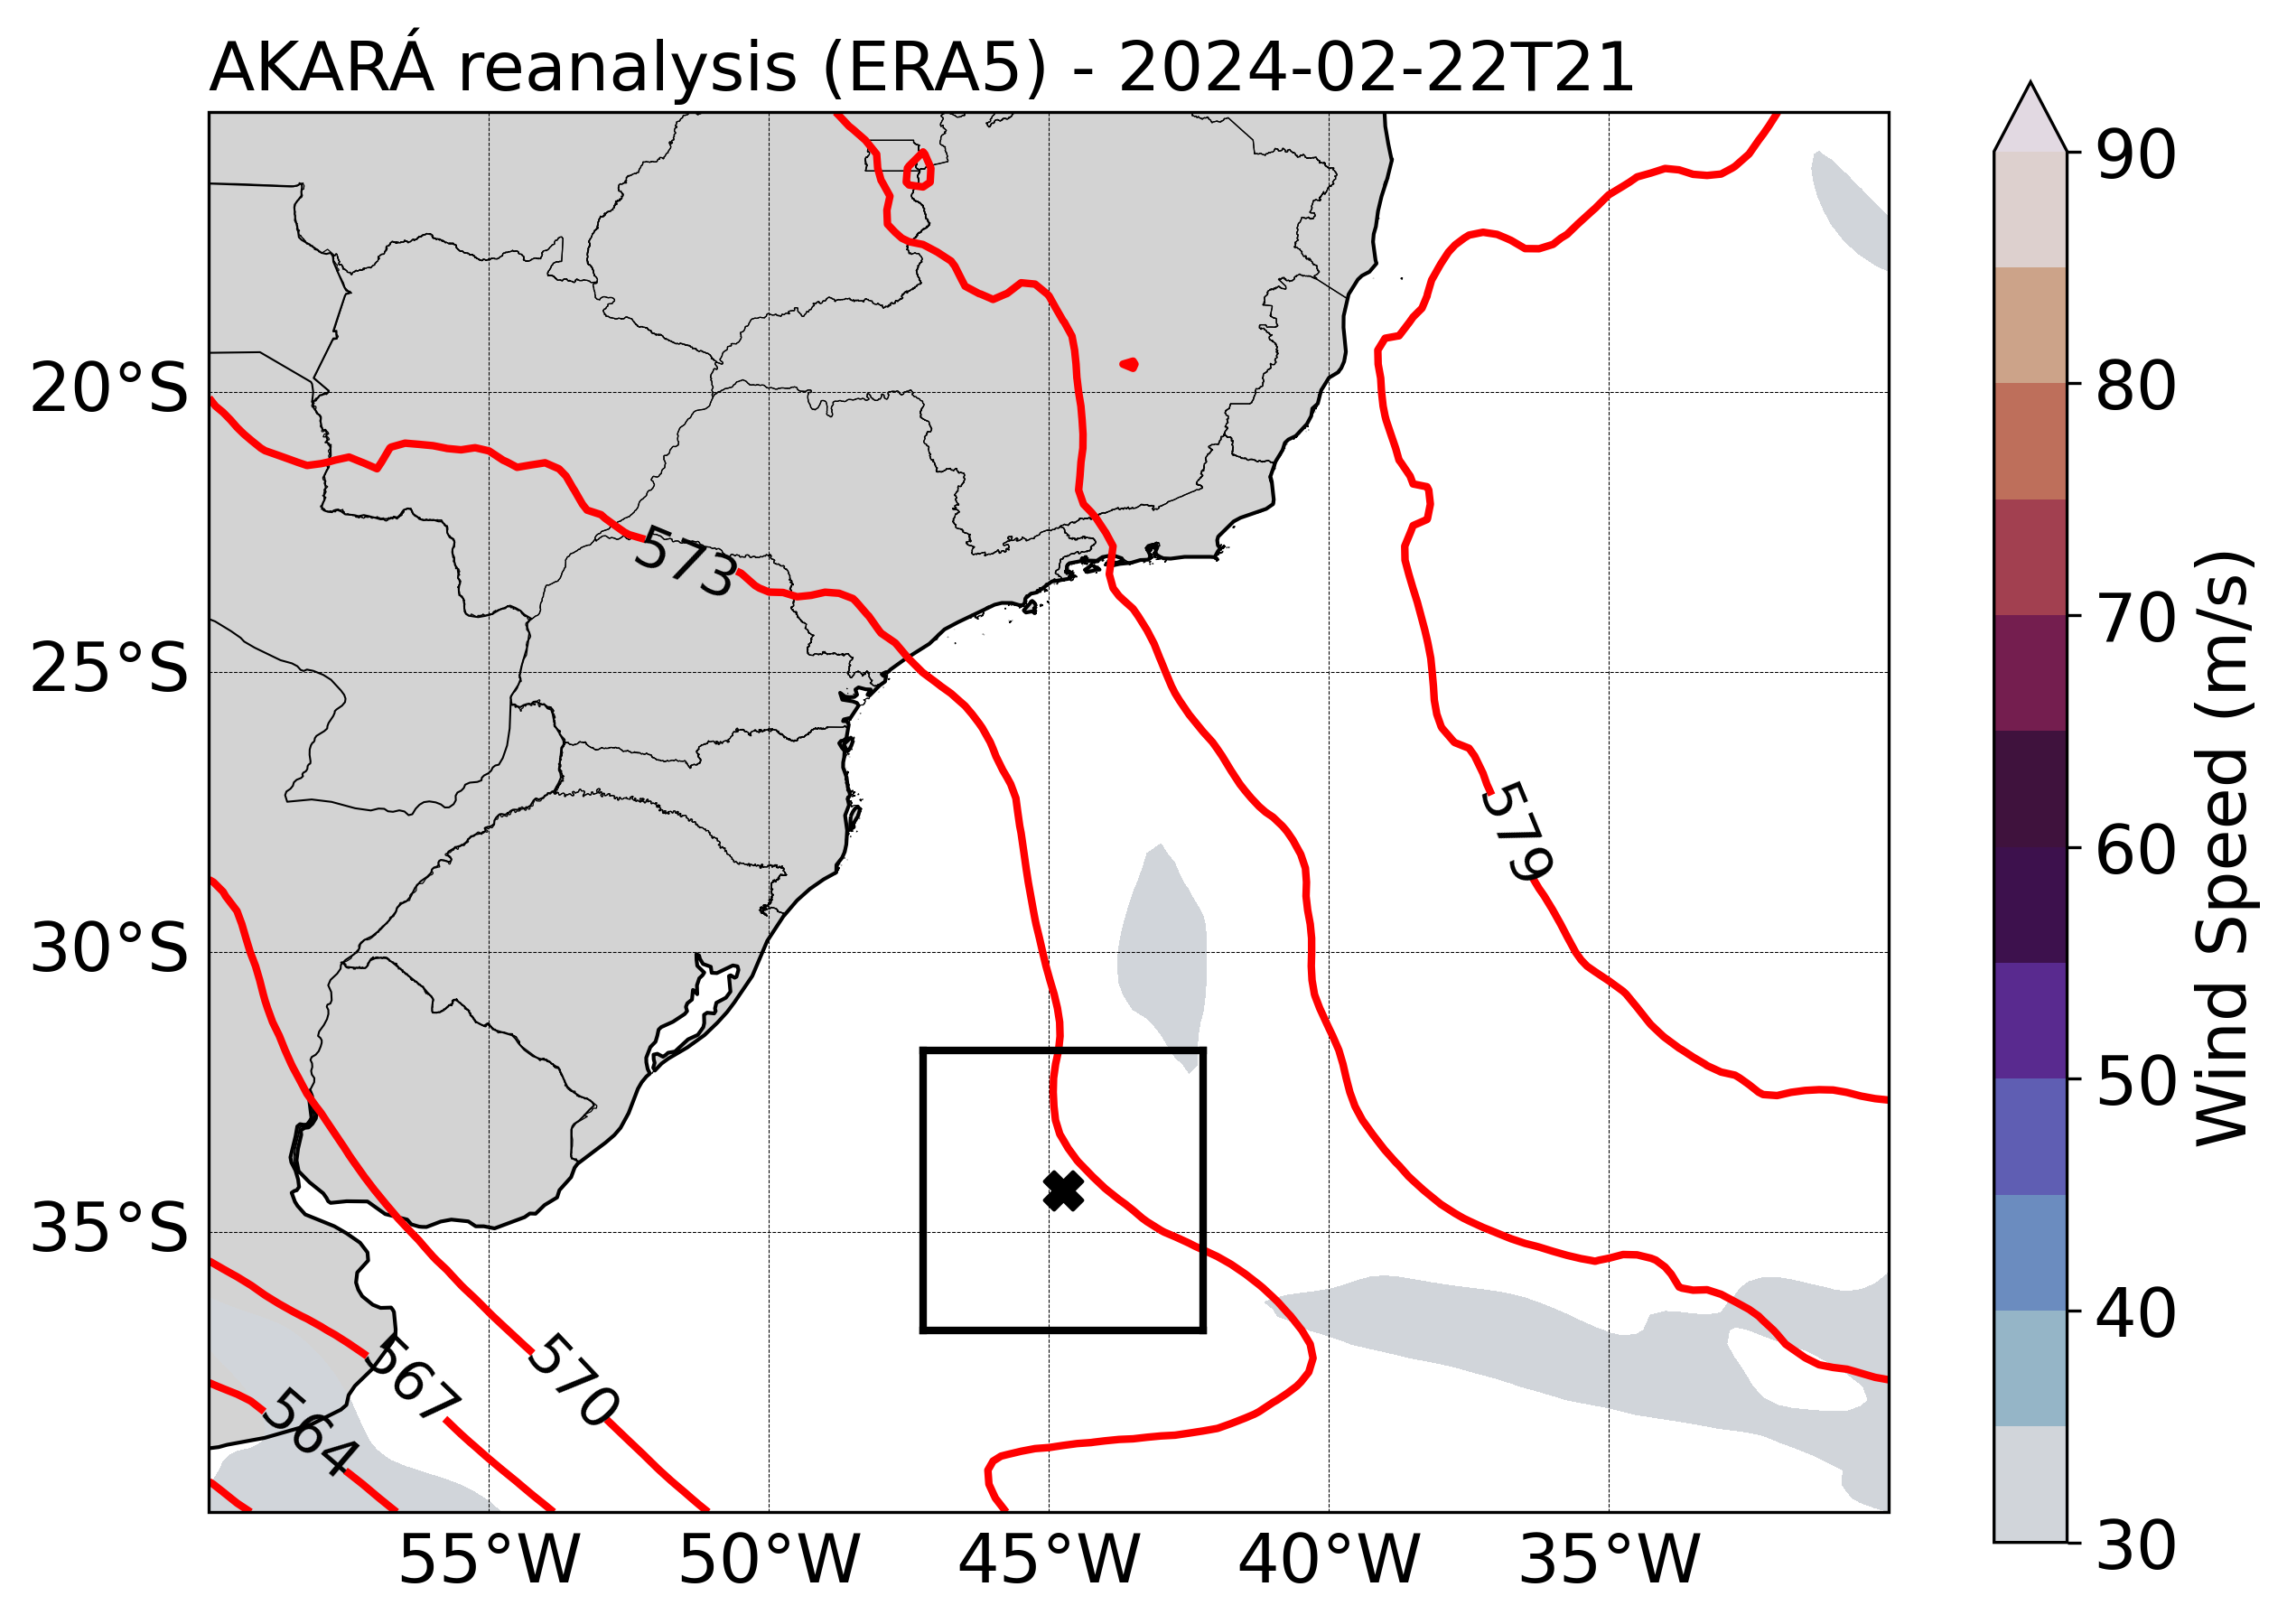 AKARÁ reanalysis (ERA5) - 2024-02-22T21
20°S
25°S
30°S
35°S
55°W
50°W
45°W
40°W
35°W
573
579
570
567
564
90
80
70
60
50
40
30
Wind Speed (m/s)